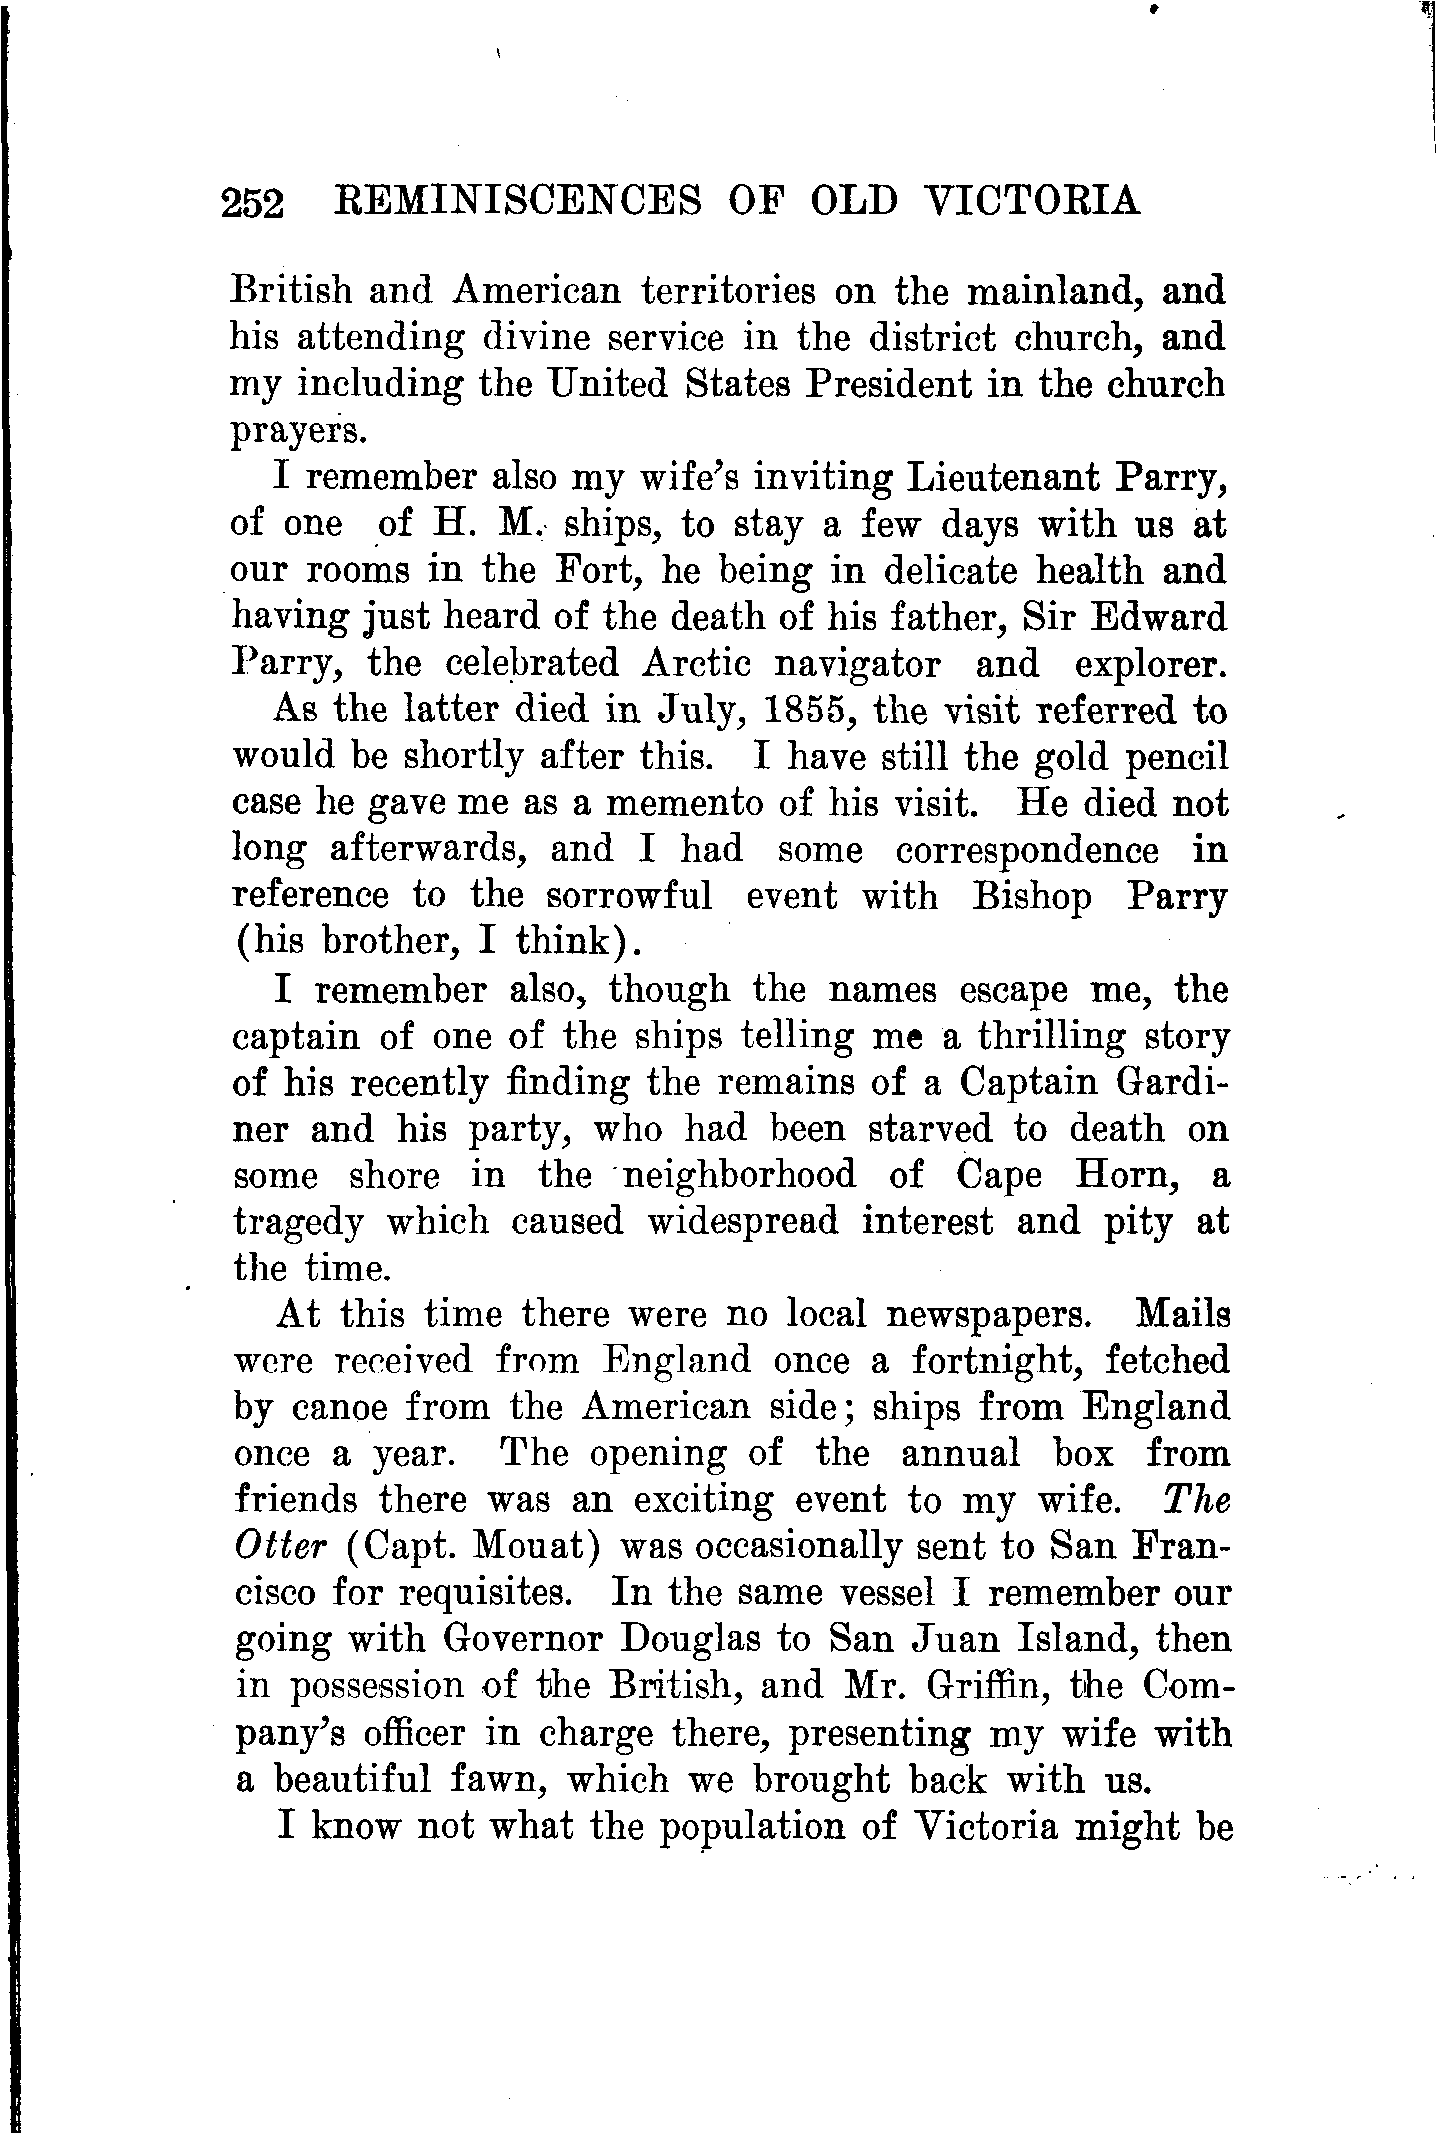 252 REMINISCENCES OF OLD VICTORIA
British and American territories on the mainland, and
his attending divine service in the district church, and
my including the United States President in the church
prayers.
I remember also my wife's inviting Lieutenant Parry,
of one of H. M. ships, to stay a few days with us at
our rooms in the Fort, he being in delicate health and
having just heard of the death of his father, Sir Edward
Parry, the celebrated Arctic navigator and explorer.
As the latter died in July, 1855, the visit referred to
would be shortly after this. I have still the gold pencil
case he gave me as a memento of his visit. He died not
long afterwards, and I had some correspondence in
reference to the sorrowful event with Bishop Parry
(his brother, I think).
I remember also, though the names escape me, the
captain of one of the ships telling me a thrilling story
of his recently finding the remains of a Captain Gardi-
ner and his party, who had been starved to death on
some shore in the neighborhood of Cape Horn, a
tragedy which caused widespread interest and pity at
the time.
At this time there were no local newspapers. Mails
were received from England once a fortnight, fetched
by canoe from the American side; ships from England
once a year. The opening of the annual box from
friends there was an exciting event to my wife. The
Otter (Capt. Mouat) was occasionally sent to San Fran-
cisco for requisites. In the same vessel I remember our
going with Governor Douglas to San Juan Island, then
in possession of the British, and Mr. Griffin, the Com-
pany's officer in charge there, presenting my wife with
a beautiful fawn, which we brought back with us.
I know not what the population of Victoria might be